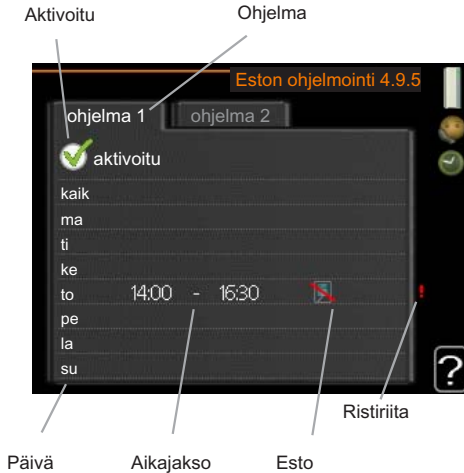 Aktivoitu Ohjelma
Eston ohjelmointi 4.9.5
ohjelma 1 ohjelma 2
aktivoitu
kaik
ma
ti
ke
to 14:00 - 16:30 !
pe
la
su
?
Ristiriita
Päivä Aikajakso Esto